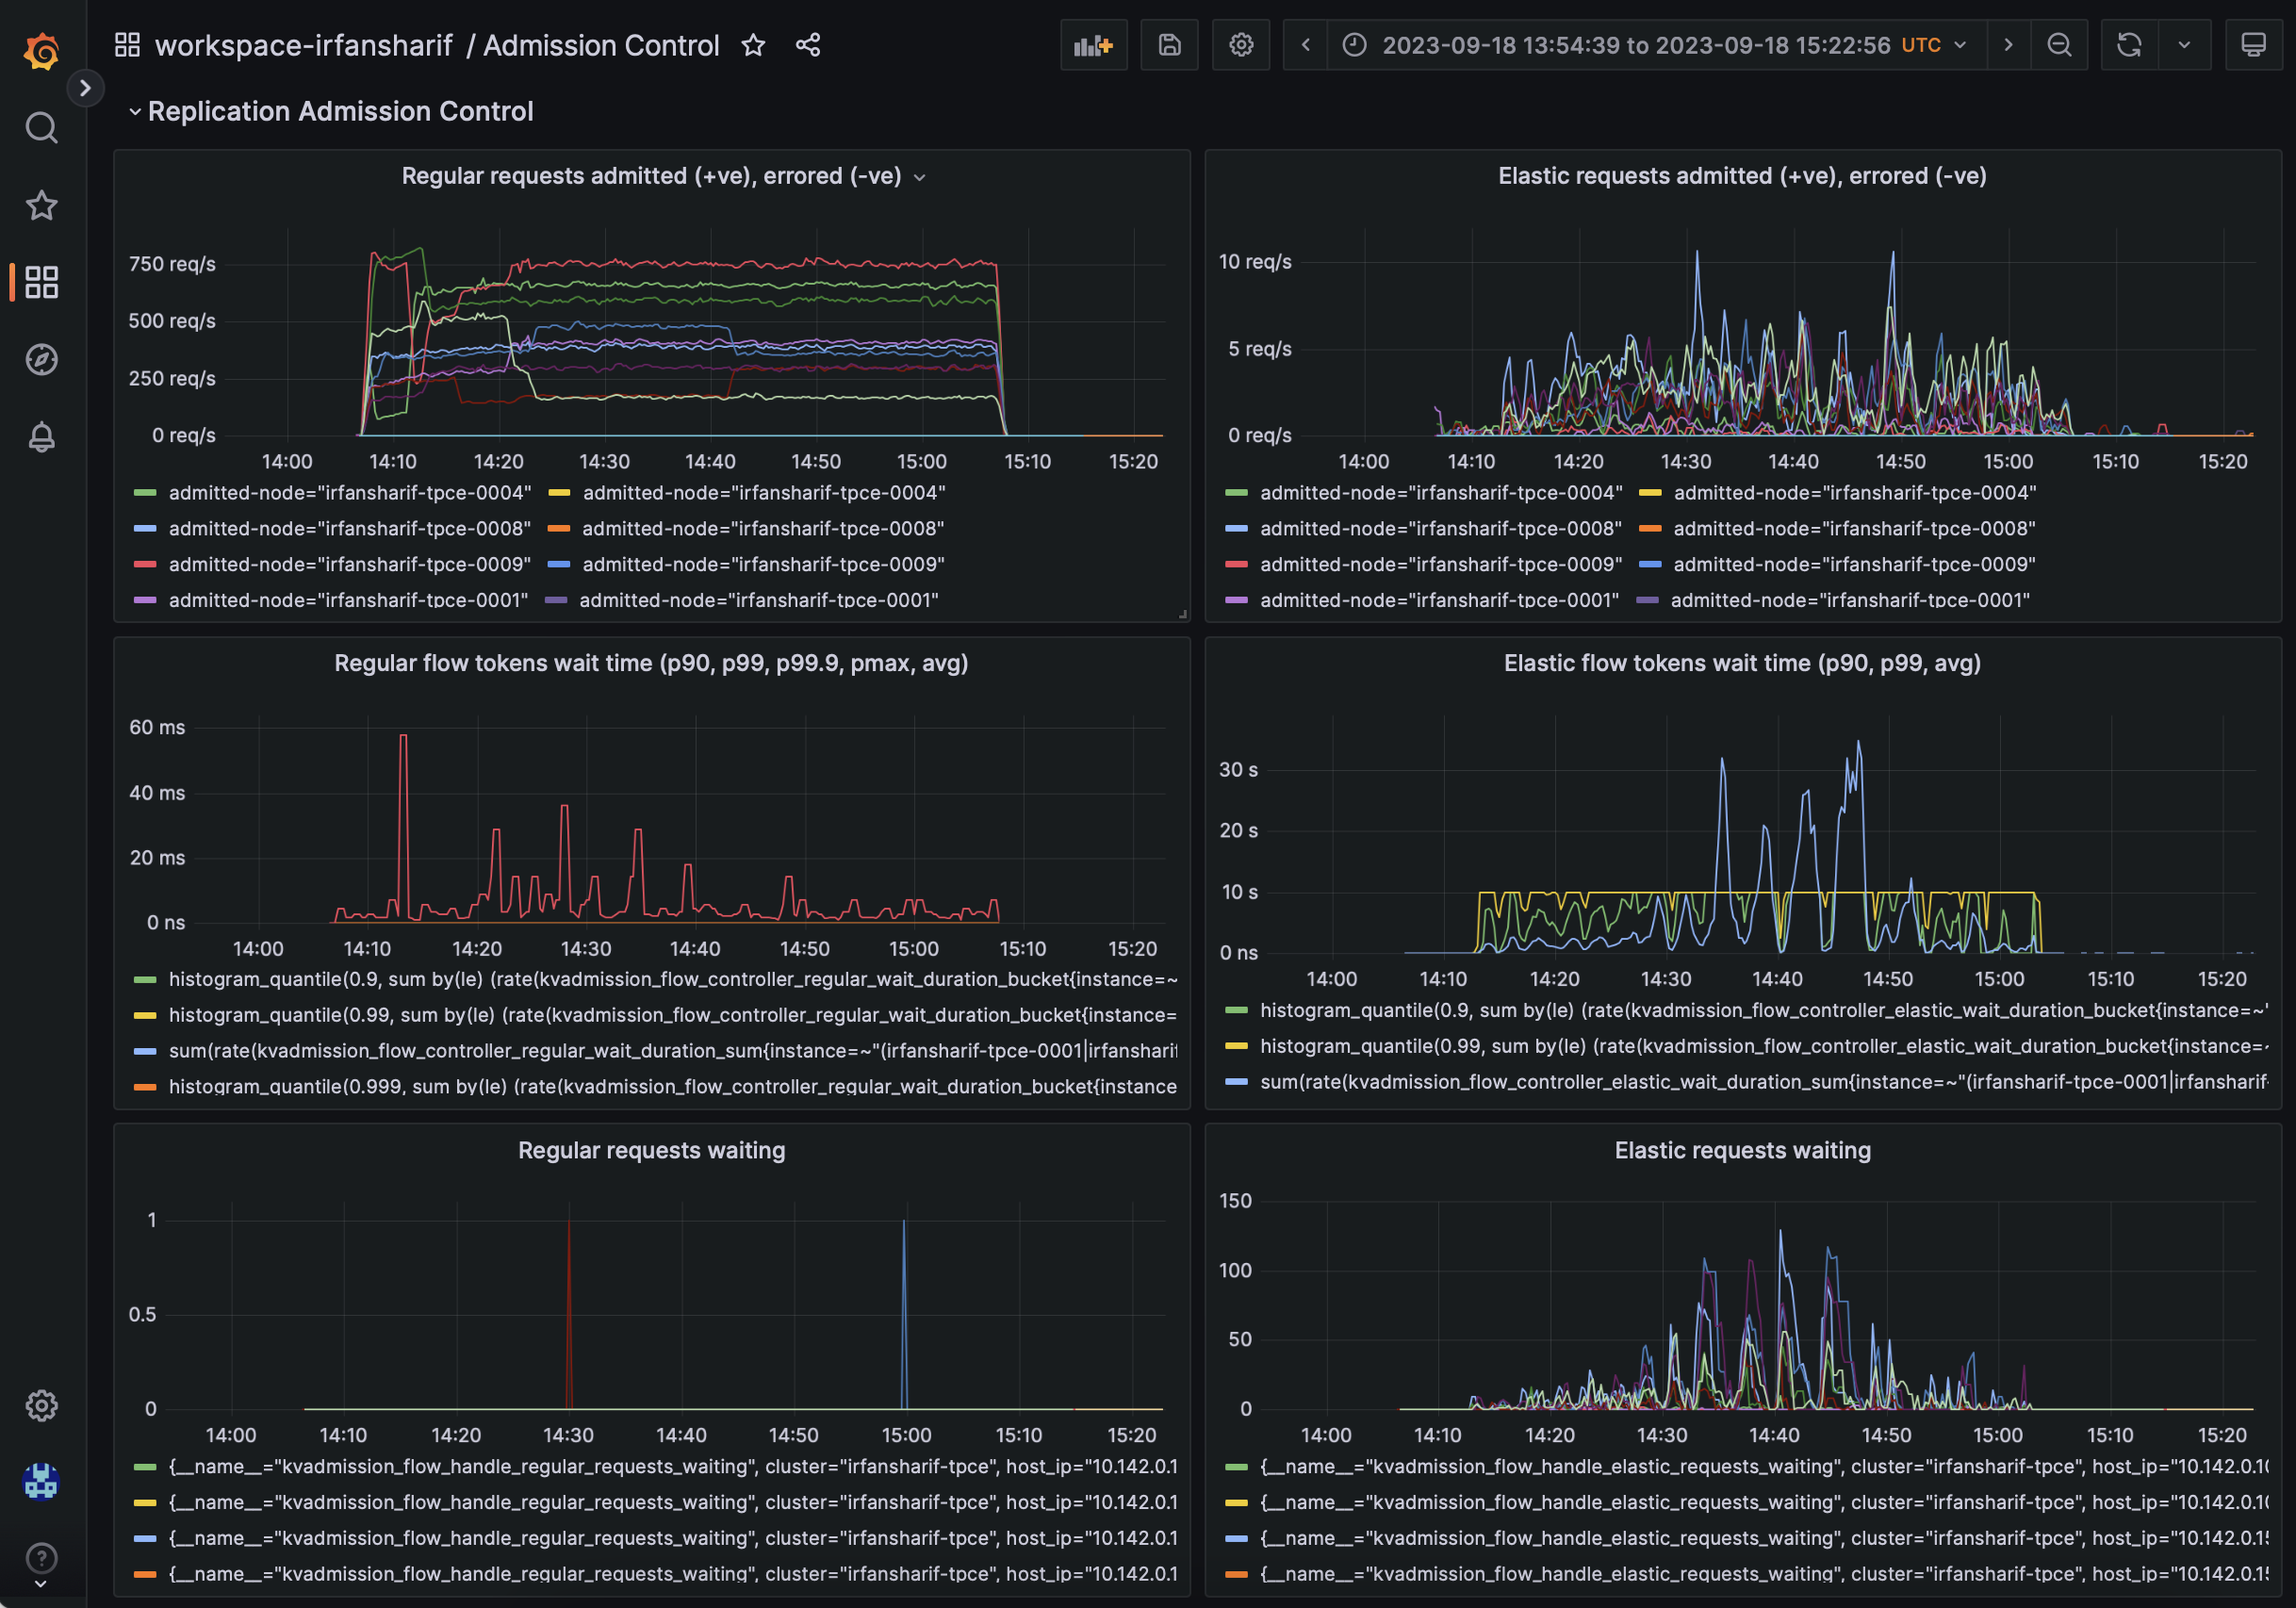 workspace-irfansharif / Admission Control
2023-09-18 13:54:39 to 2023-09-18 15:22:56 UTC
Replication Admission Control
Regular requests admitted (+ve), errored (-ve)
750 req/s
500 req/s
250 req/s
0 req/s
14:00 14:10 14:20 14:30 14:40 14:50 15:00 15:10 15:20
admitted-node="irfansharif-tpce-0004" admitted-node="irfansharif-tpce-0004"
admitted-node="irfansharif-tpce-0008" admitted-node="irfansharif-tpce-0008"
admitted-node="irfansharif-tpce-0009" admitted-node="irfansharif-tpce-0009"
admitted-node="irfansharif-tpce-0001" admitted-node="irfansharif-tpce-0001"
Elastic requests admitted (+ve), errored (-ve)
10 req/s
5 req/s
0 req/s
14:00 14:10 14:20 14:30 14:40 14:50 15:00 15:10 15:20
admitted-node="irfansharif-tpce-0004" admitted-node="irfansharif-tpce-0004"
admitted-node="irfansharif-tpce-0008" admitted-node="irfansharif-tpce-0008"
admitted-node="irfansharif-tpce-0009" admitted-node="irfansharif-tpce-0009"
admitted-node="irfansharif-tpce-0001" admitted-node="irfansharif-tpce-0001"
Regular flow tokens wait time (p90, p99, p99.9, pmax, avg)
60 ms
40 ms
20 ms
0 ns
14:00 14:10 14:20 14:30 14:40 14:50 15:00 15:10 15:20
histogram_quantile(0.9, sum by(le) (rate(kvadmission_flow_controller_regular_wait_duration_bucket{instance=~
histogram_quantile(0.99, sum by(le) (rate(kvadmission_flow_controller_regular_wait_duration_bucket{instance=
sum(rate(kvadmission_flow_controller_regular_wait_duration_sum{instance=~"(irfansharif-tpce-0001|irfansharif
histogram_quantile(0.999, sum by(le) (rate(kvadmission_flow_controller_regular_wait_duration_bucket{instance
Elastic flow tokens wait time (p90, p99, avg)
30 s
20 s
10 s
0 ns
14:00 14:10 14:20 14:30 14:40 14:50 15:00 15:10 15:20
histogram_quantile(0.9, sum by(le) (rate(kvadmission_flow_controller_elastic_wait_duration_bucket{instance=~"
histogram_quantile(0.99, sum by(le) (rate(kvadmission_flow_controller_elastic_wait_duration_bucket{instance=~
sum(rate(kvadmission_flow_controller_elastic_wait_duration_sum{instance=~"(irfansharif-tpce-0001|irfansharif-
Regular requests waiting
1
0.5
0
14:00 14:10 14:20 14:30 14:40 14:50 15:00 15:10 15:20
{__name__="kvadmission_flow_handle_regular_requests_waiting", cluster="irfansharif-tpce", host_ip="10.142.0.1
{__name__="kvadmission_flow_handle_regular_requests_waiting", cluster="irfansharif-tpce", host_ip="10.142.0.1
{__name__="kvadmission_flow_handle_regular_requests_waiting", cluster="irfansharif-tpce", host_ip="10.142.0.1
{__name__="kvadmission_flow_handle_regular_requests_waiting", cluster="irfansharif-tpce", host_ip="10.142.0.1
Elastic requests waiting
150
100
50
0
14:00 14:10 14:20 14:30 14:40 14:50 15:00 15:10 15:20
{__name__="kvadmission_flow_handle_elastic_requests_waiting", cluster="irfansharif-tpce", host_ip="10.142.0.10
{__name__="kvadmission_flow_handle_elastic_requests_waiting", cluster="irfansharif-tpce", host_ip="10.142.0.10
{__name__="kvadmission_flow_handle_elastic_requests_waiting", cluster="irfansharif-tpce", host_ip="10.142.0.15
{__name__="kvadmission_flow_handle_elastic_requests_waiting", cluster="irfansharif-tpce", host_ip="10.142.0.15